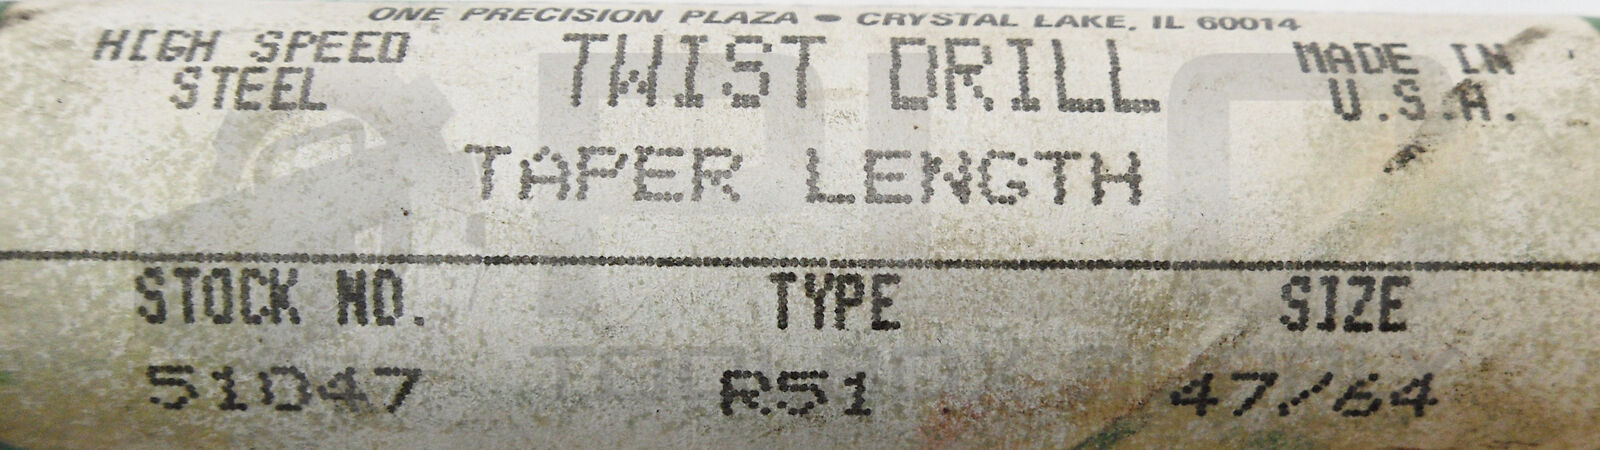 ONE PRECISION PLAZA • CRYSTAL LAKE, IL 60014
HIGH SPEED STEEL
TWIST DRILL
MADE IN U.S.A.
TAPER LENGTH
STOCK NO. TYPE SIZE
51047 R51 47/64